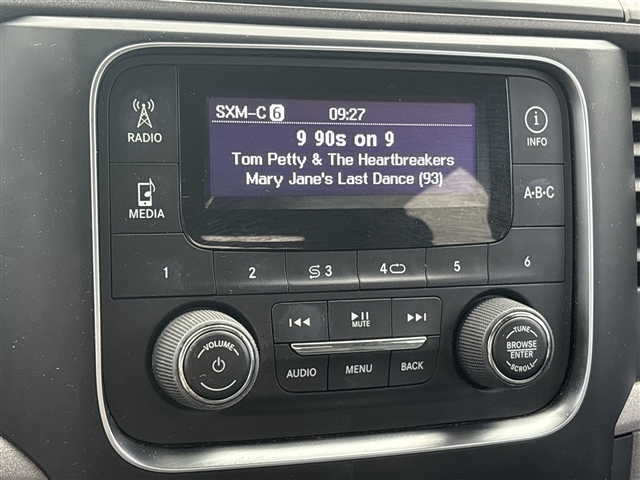 SXM-C 6 09:27
9 90s on 9
Tom Petty & The Heartbreakers
Mary Jane's Last Dance (93)
RADIO
MEDIA
INFO
A-B-C
1 2 3 4 5 6
MUTE
VOLUME
AUDIO MENU BACK
TUNE
BROWSE
ENTER
SCROLL